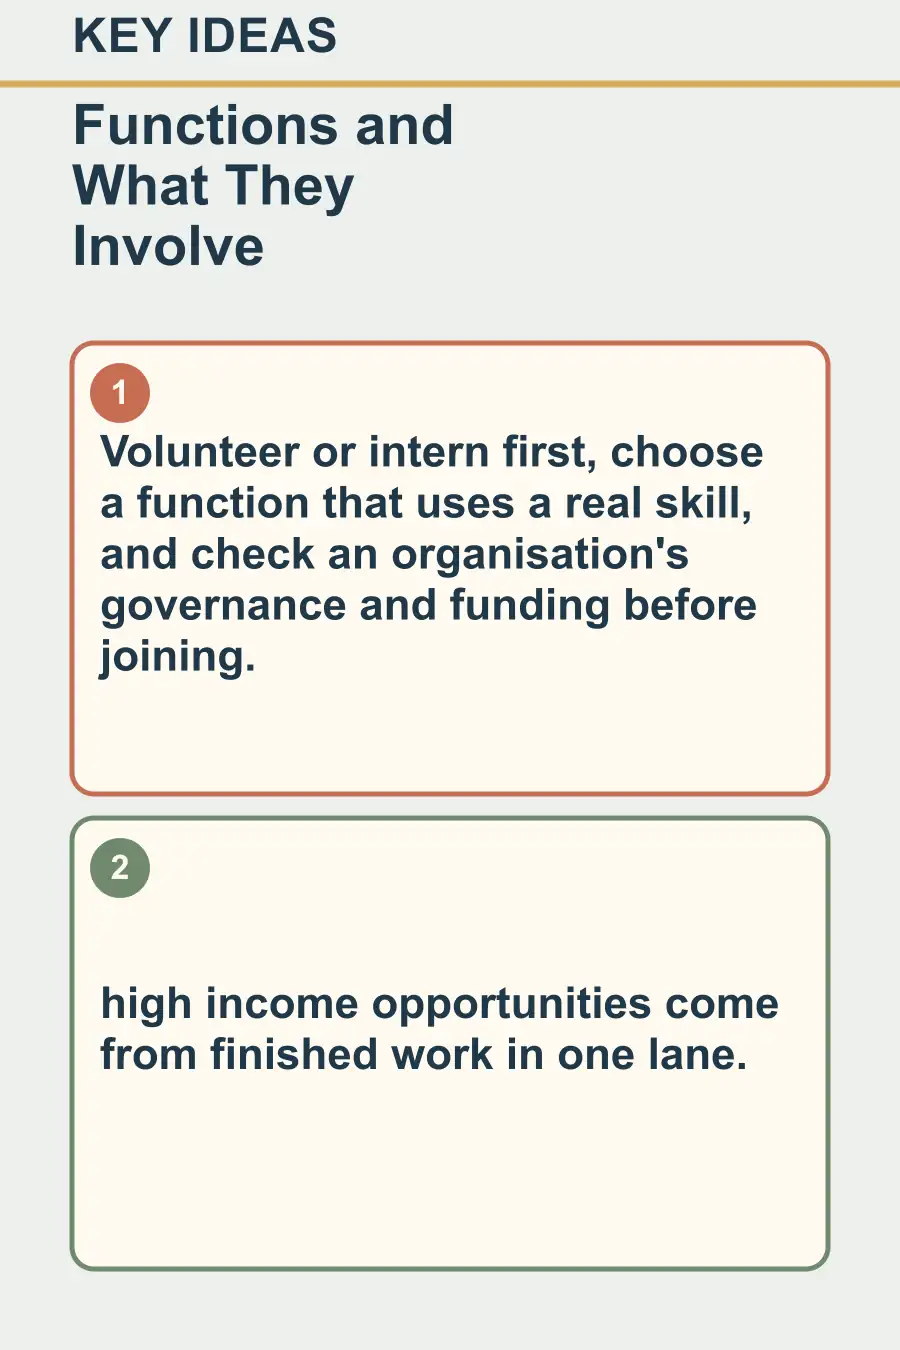 KEY IDEAS
Functions and
What They
Involve
1
Volunteer or intern first, choose
a function that uses a real skill,
and check an organisation's
governance and funding before
joining.
2
high income opportunities come
from finished work in one lane.